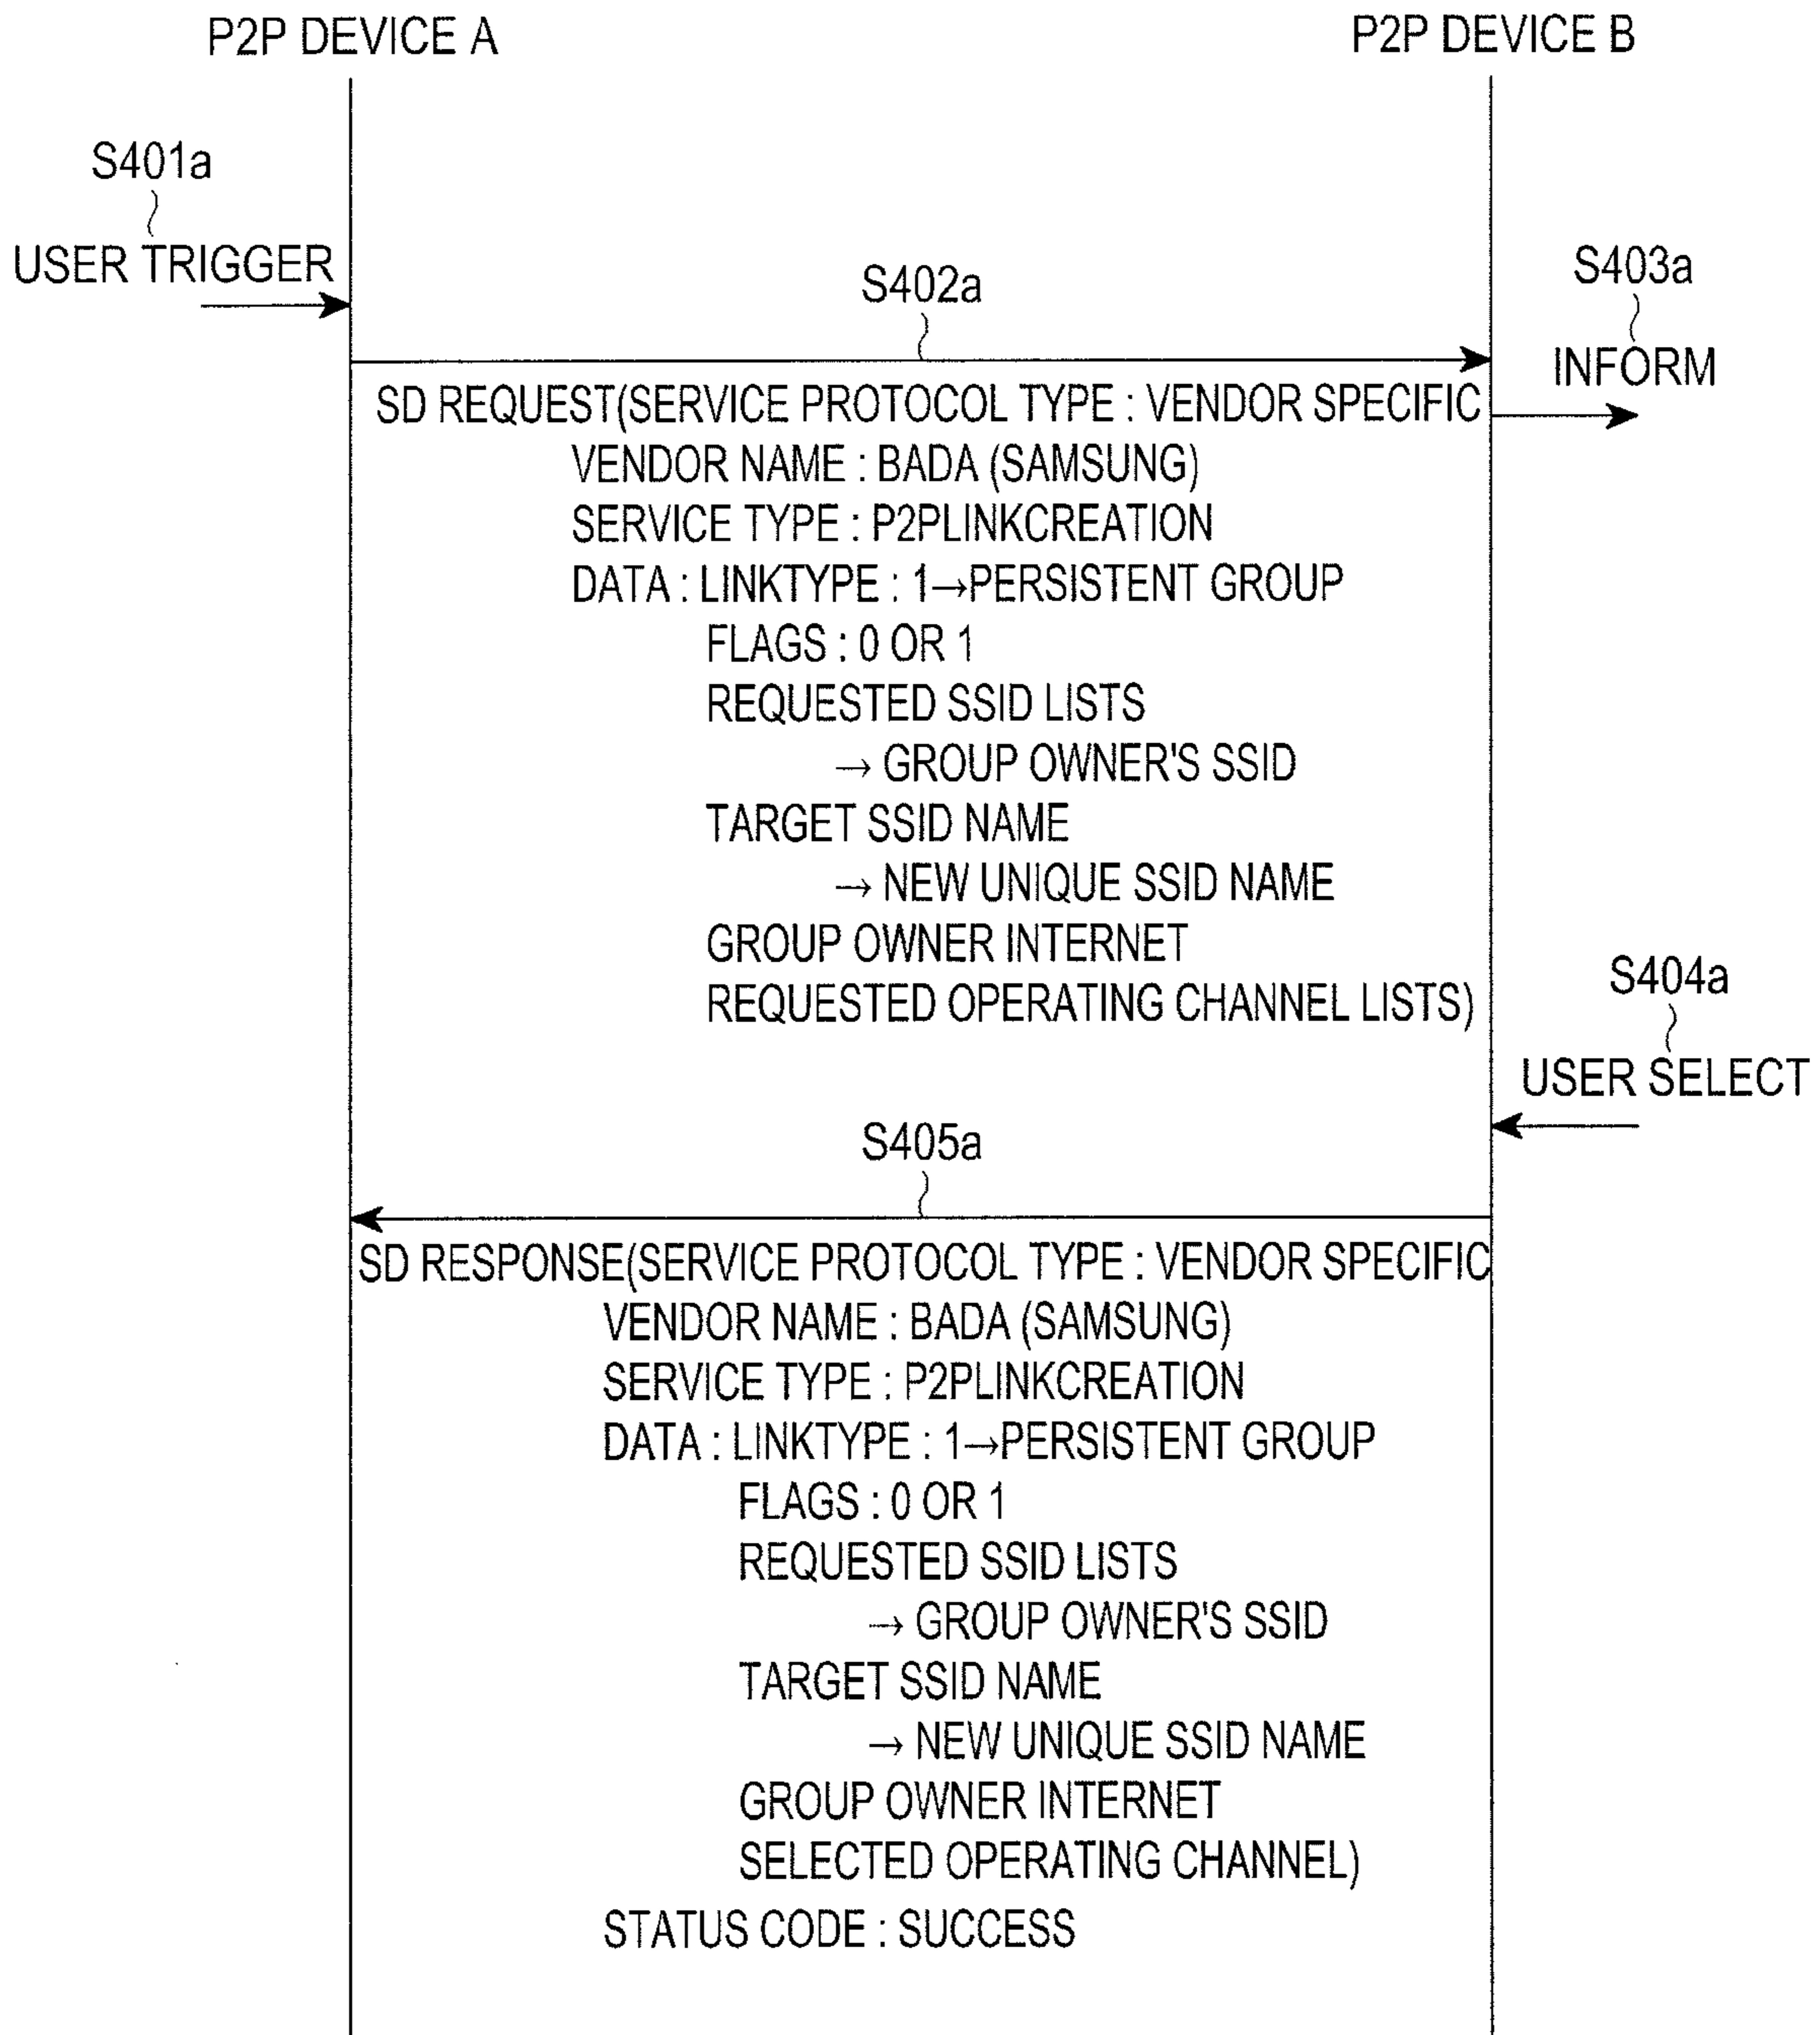 P2P DEVICE A
P2P DEVICE B
S401a
USER TRIGGER
S402a
S403a
INFORM
SD REQUEST(SERVICE PROTOCOL TYPE : VENDOR SPECIFIC
VENDOR NAME : BADA (SAMSUNG)
SERVICE TYPE : P2PLINKCREATION
DATA : LINKTYPE : 1→PERSISTENT GROUP
FLAGS : 0 OR 1
REQUESTED SSID LISTS
→ GROUP OWNER'S SSID
TARGET SSID NAME
→ NEW UNIQUE SSID NAME
GROUP OWNER INTERNET
REQUESTED OPERATING CHANNEL LISTS)
S404a
USER SELECT
S405a
SD RESPONSE(SERVICE PROTOCOL TYPE : VENDOR SPECIFIC
VENDOR NAME : BADA (SAMSUNG)
SERVICE TYPE : P2PLINKCREATION
DATA : LINKTYPE : 1→PERSISTENT GROUP
FLAGS : 0 OR 1
REQUESTED SSID LISTS
→ GROUP OWNER'S SSID
TARGET SSID NAME
→ NEW UNIQUE SSID NAME
GROUP OWNER INTERNET
SELECTED OPERATING CHANNEL)
STATUS CODE : SUCCESS